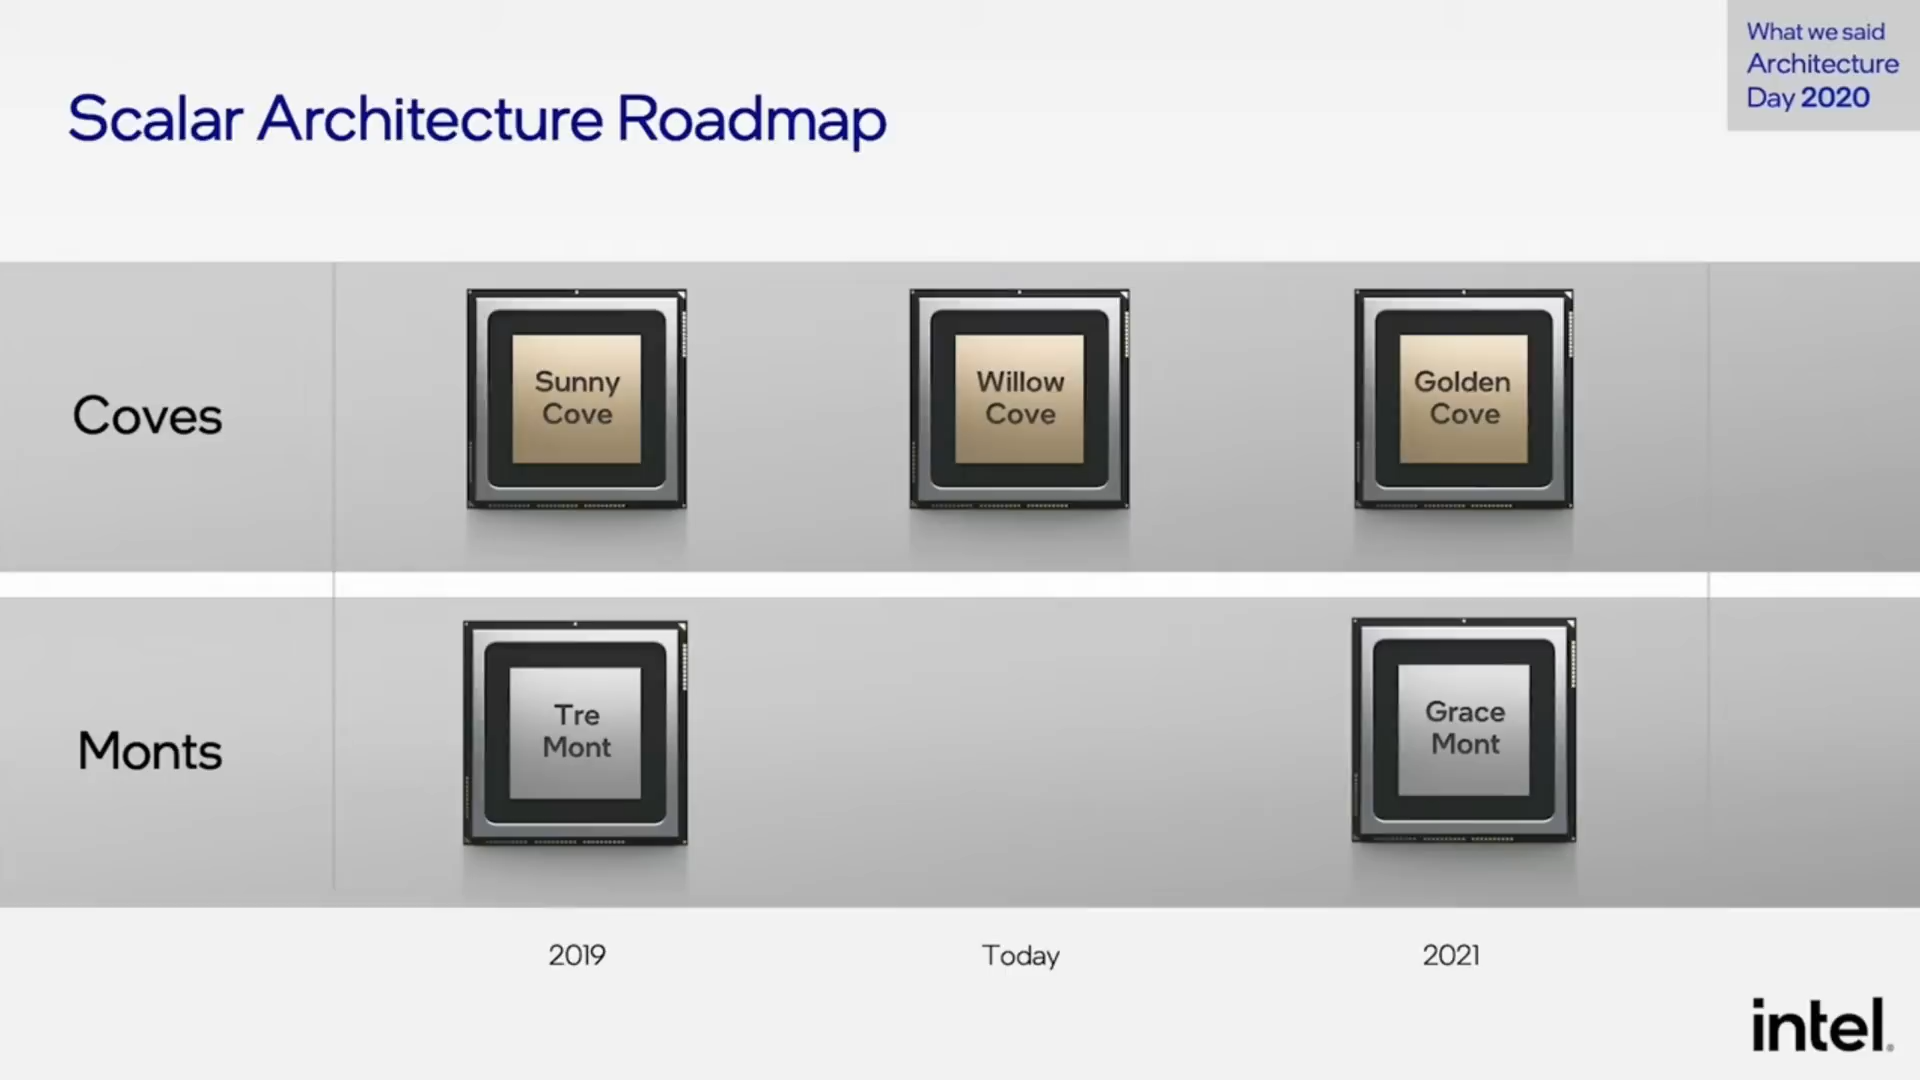 What we said
Architecture
Day 2020
Scalar Architecture Roadmap
Coves
Sunny
Cove
Willow
Cove
Golden
Cove
Monts
Tre
Mont
Grace
Mont
2019
Today
2021
intel.